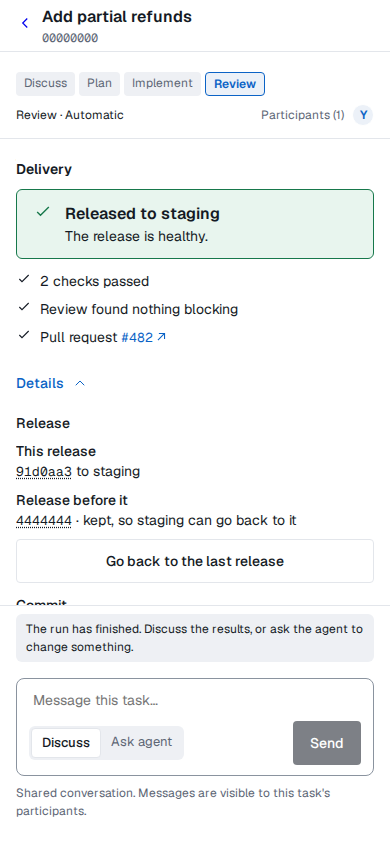 Add partial refunds
00000000
Discuss Plan Implement Review
Review · Automatic Participants (1) Y
Delivery
Released to staging
The release is healthy.
2 checks passed
Review found nothing blocking
Pull request #482
Details
Release
This release
91d0aa3 to staging
Release before it
4444444 · kept, so staging can go back to it
Go back to the last release
Commit
The run has finished. Discuss the results, or ask the agent to
change something.
Message this task...
Discuss Ask agent Send
Shared conversation. Messages are visible to this task's
participants.